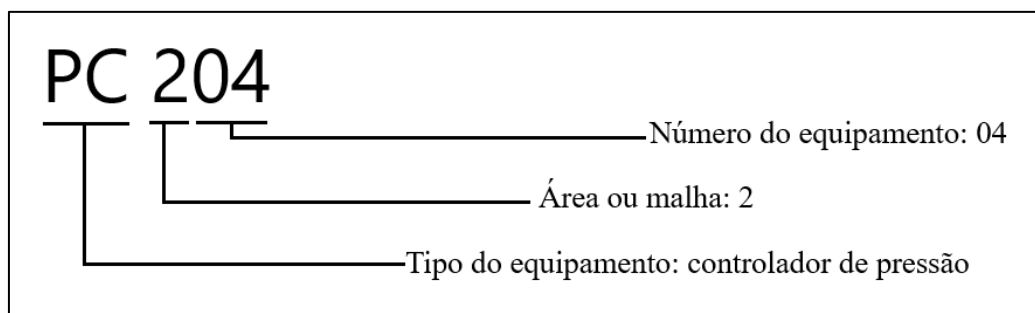 PC 204
Número do equipamento: 04
Área ou malha: 2
Tipo do equipamento: controlador de pressão